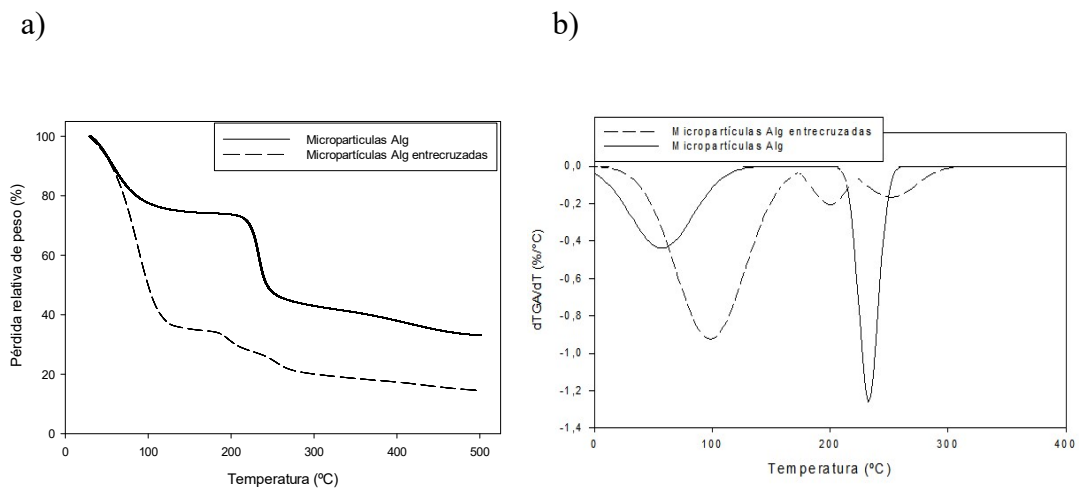 a)
b)
Microparticulas Alg
Micropartículas Alg entrecruzadas
Pérdida relativa de peso (%)
100
80
60
40
20
0
0
100
200
300
400
500
Temperatura (ºC)
Micropartículas Alg entrecruzadas
Micropartículas Alg
dTGA/dT (%/°C)
0,0
-0,2
-0,4
-0,6
-0,8
-1,0
-1,2
-1,4
0
100
200
300
400
Temperatura (°C)